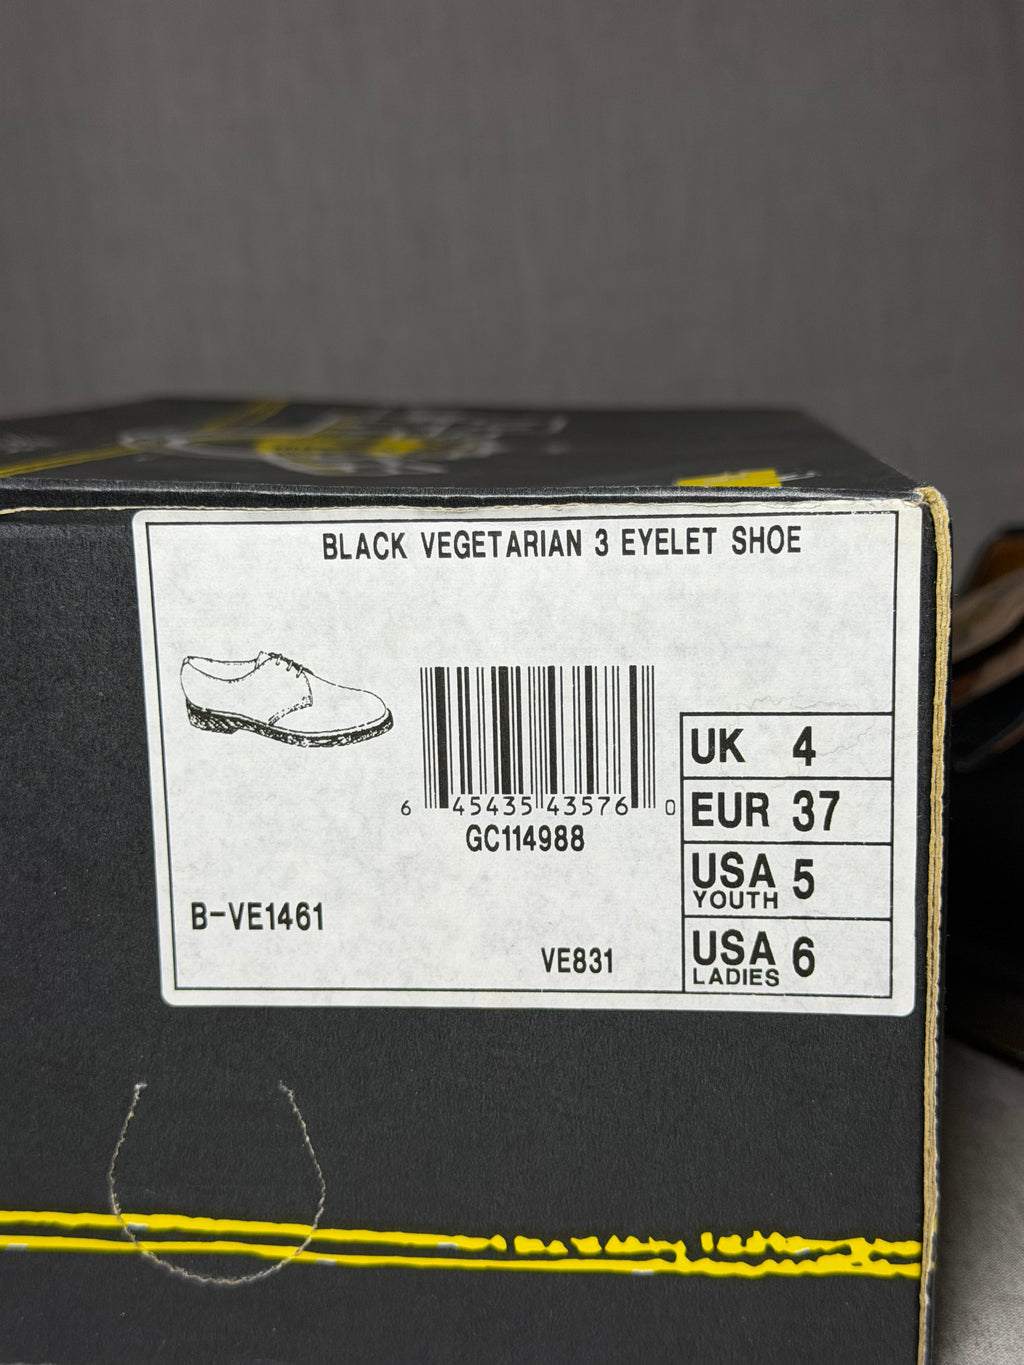 BLACK VEGETARIAN 3 EYELET SHOE
6 45435 43576 0
GC114988
B-VE1461
VE831
UK 4
EUR 37
USA YOUTH 5
USA LADIES 6